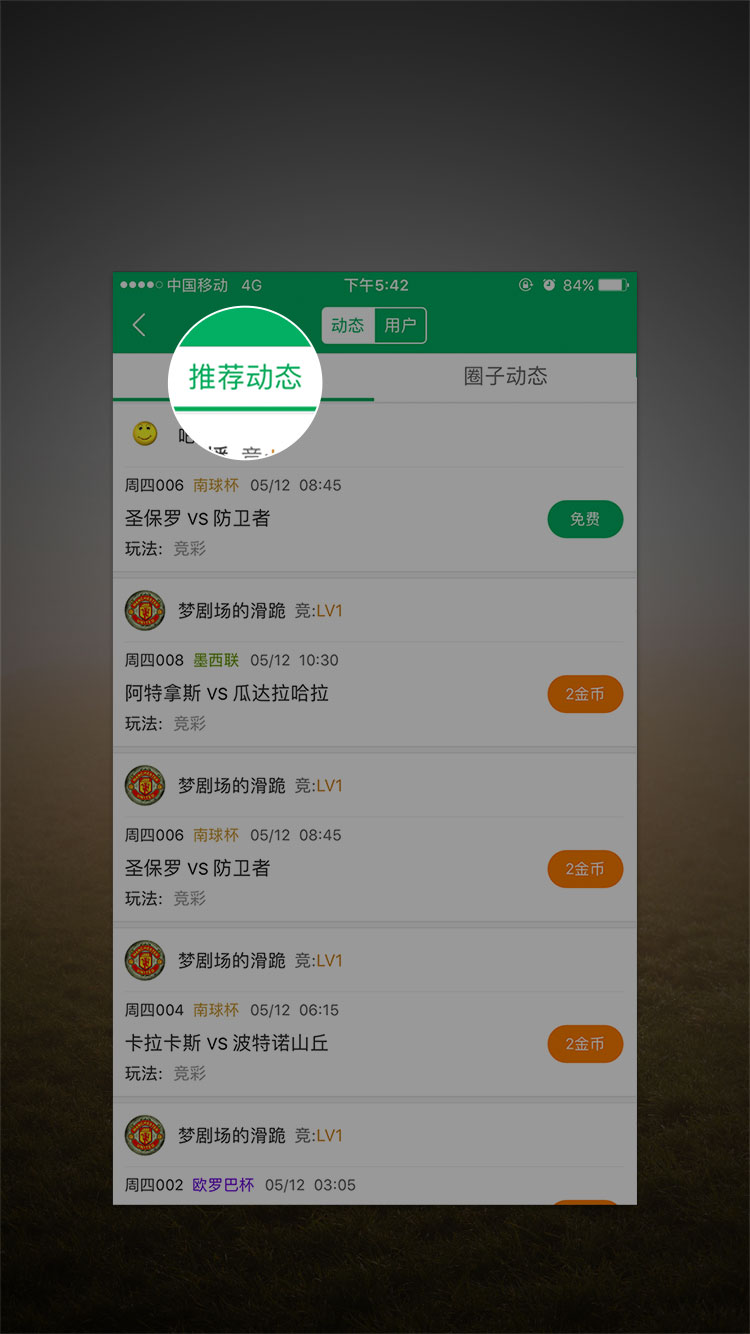 中国移动 4G 下午5:42 84%
动态 用户
推荐动态 圈子动态
竞:
周四006 南球杯 05/12 08:45
圣保罗 VS 防卫者 免费
玩法: 竞彩
梦剧场的滑跪 竞:LV1
周四008 墨西联 05/12 10:30
阿特拿斯 VS 瓜达拉哈拉 2金币
玩法: 竞彩
梦剧场的滑跪 竞:LV1
周四006 南球杯 05/12 08:45
圣保罗 VS 防卫者 2金币
玩法: 竞彩
梦剧场的滑跪 竞:LV1
周四004 南球杯 05/12 06:15
卡拉卡斯 VS 波特诺山丘 2金币
玩法: 竞彩
梦剧场的滑跪 竞:LV1
周四002 欧罗巴杯 05/12 03:05